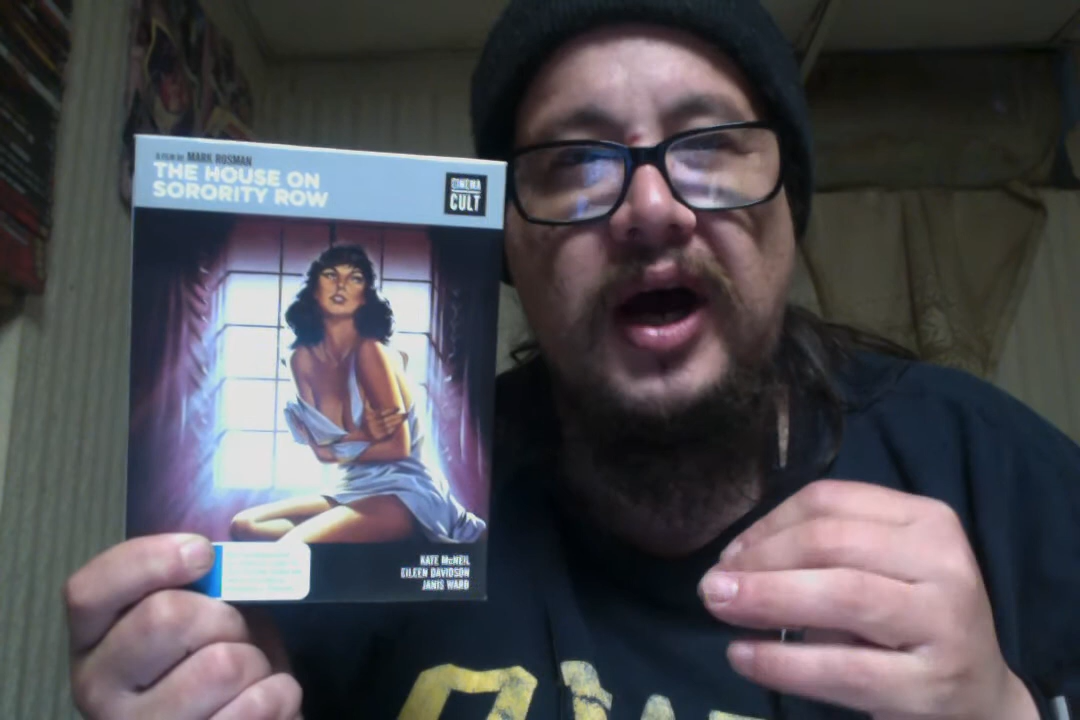 A FILM BY MARK ROSMAN
THE HOUSE ON
SORORITY ROW
CINEMA
CULT
KATE McNEIL
EILEEN DAVIDSON
JANIS WARD